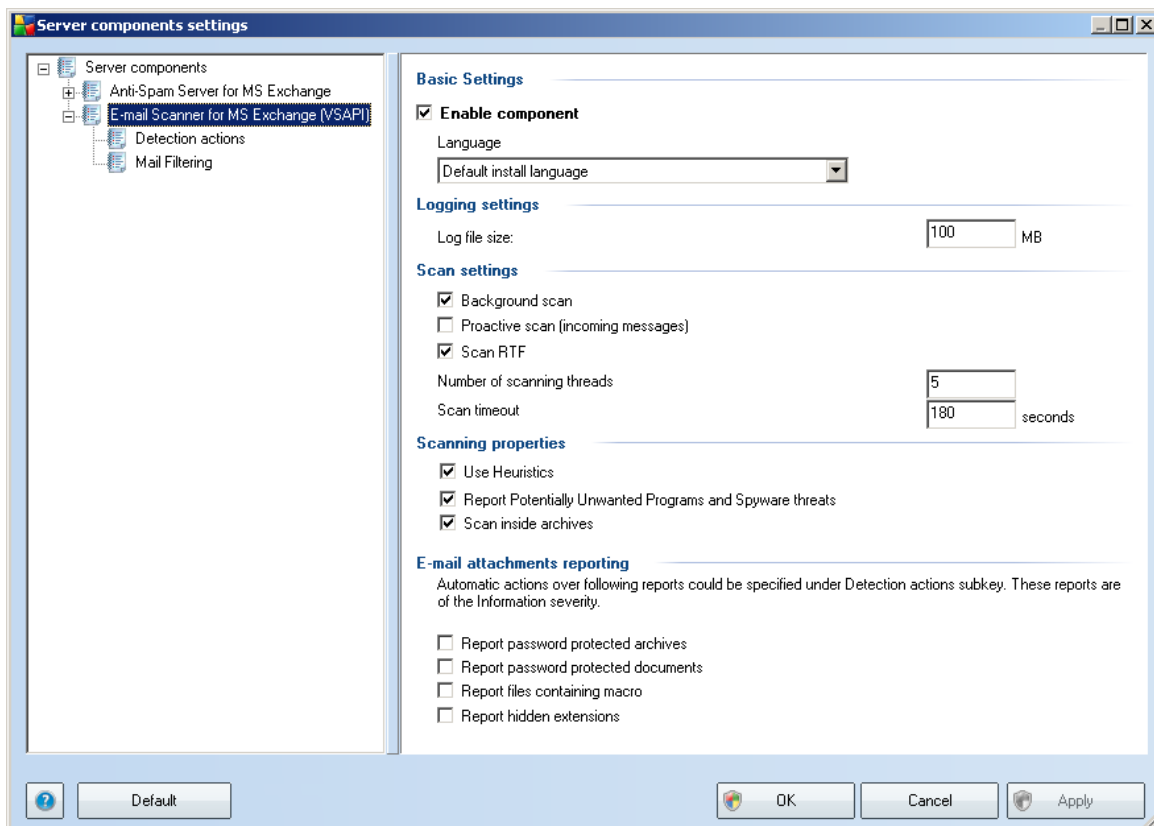 Server components settings
Server components
Anti-Spam Server for MS Exchange
E-mail Scanner for MS Exchange (VSAPI)
Detection actions
Mail Filtering
Basic Settings
Enable component
Language
Default install language
Logging settings
Log file size:
100
MB
Scan settings
Background scan
Proactive scan (incoming messages)
Scan RTF
Number of scanning threads
5
Scan timeout
180
seconds
Scanning properties
Use Heuristics
Report Potentially Unwanted Programs and Spyware threats
Scan inside archives
E-mail attachments reporting
Automatic actions over following reports could be specified under Detection actions subkey. These reports are
of the Information severity.
Report password protected archives
Report password protected documents
Report files containing macro
Report hidden extensions
?
Default
OK
Cancel
Apply